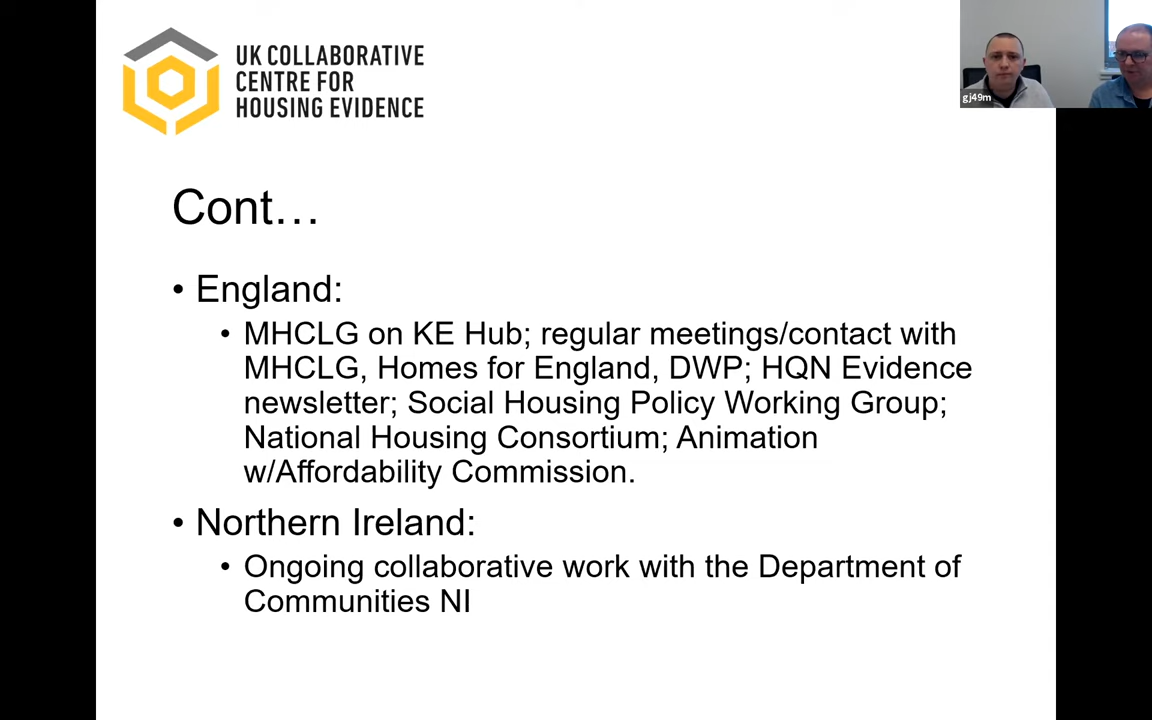 UK COLLABORATIVE
CENTRE FOR
HOUSING EVIDENCE
gj49m
Cont…
• England:
• MHCLG on KE Hub; regular meetings/contact with
MHCLG, Homes for England, DWP; HQN Evidence
newsletter; Social Housing Policy Working Group;
National Housing Consortium; Animation
w/Affordability Commission.
• Northern Ireland:
• Ongoing collaborative work with the Department of
Communities NI